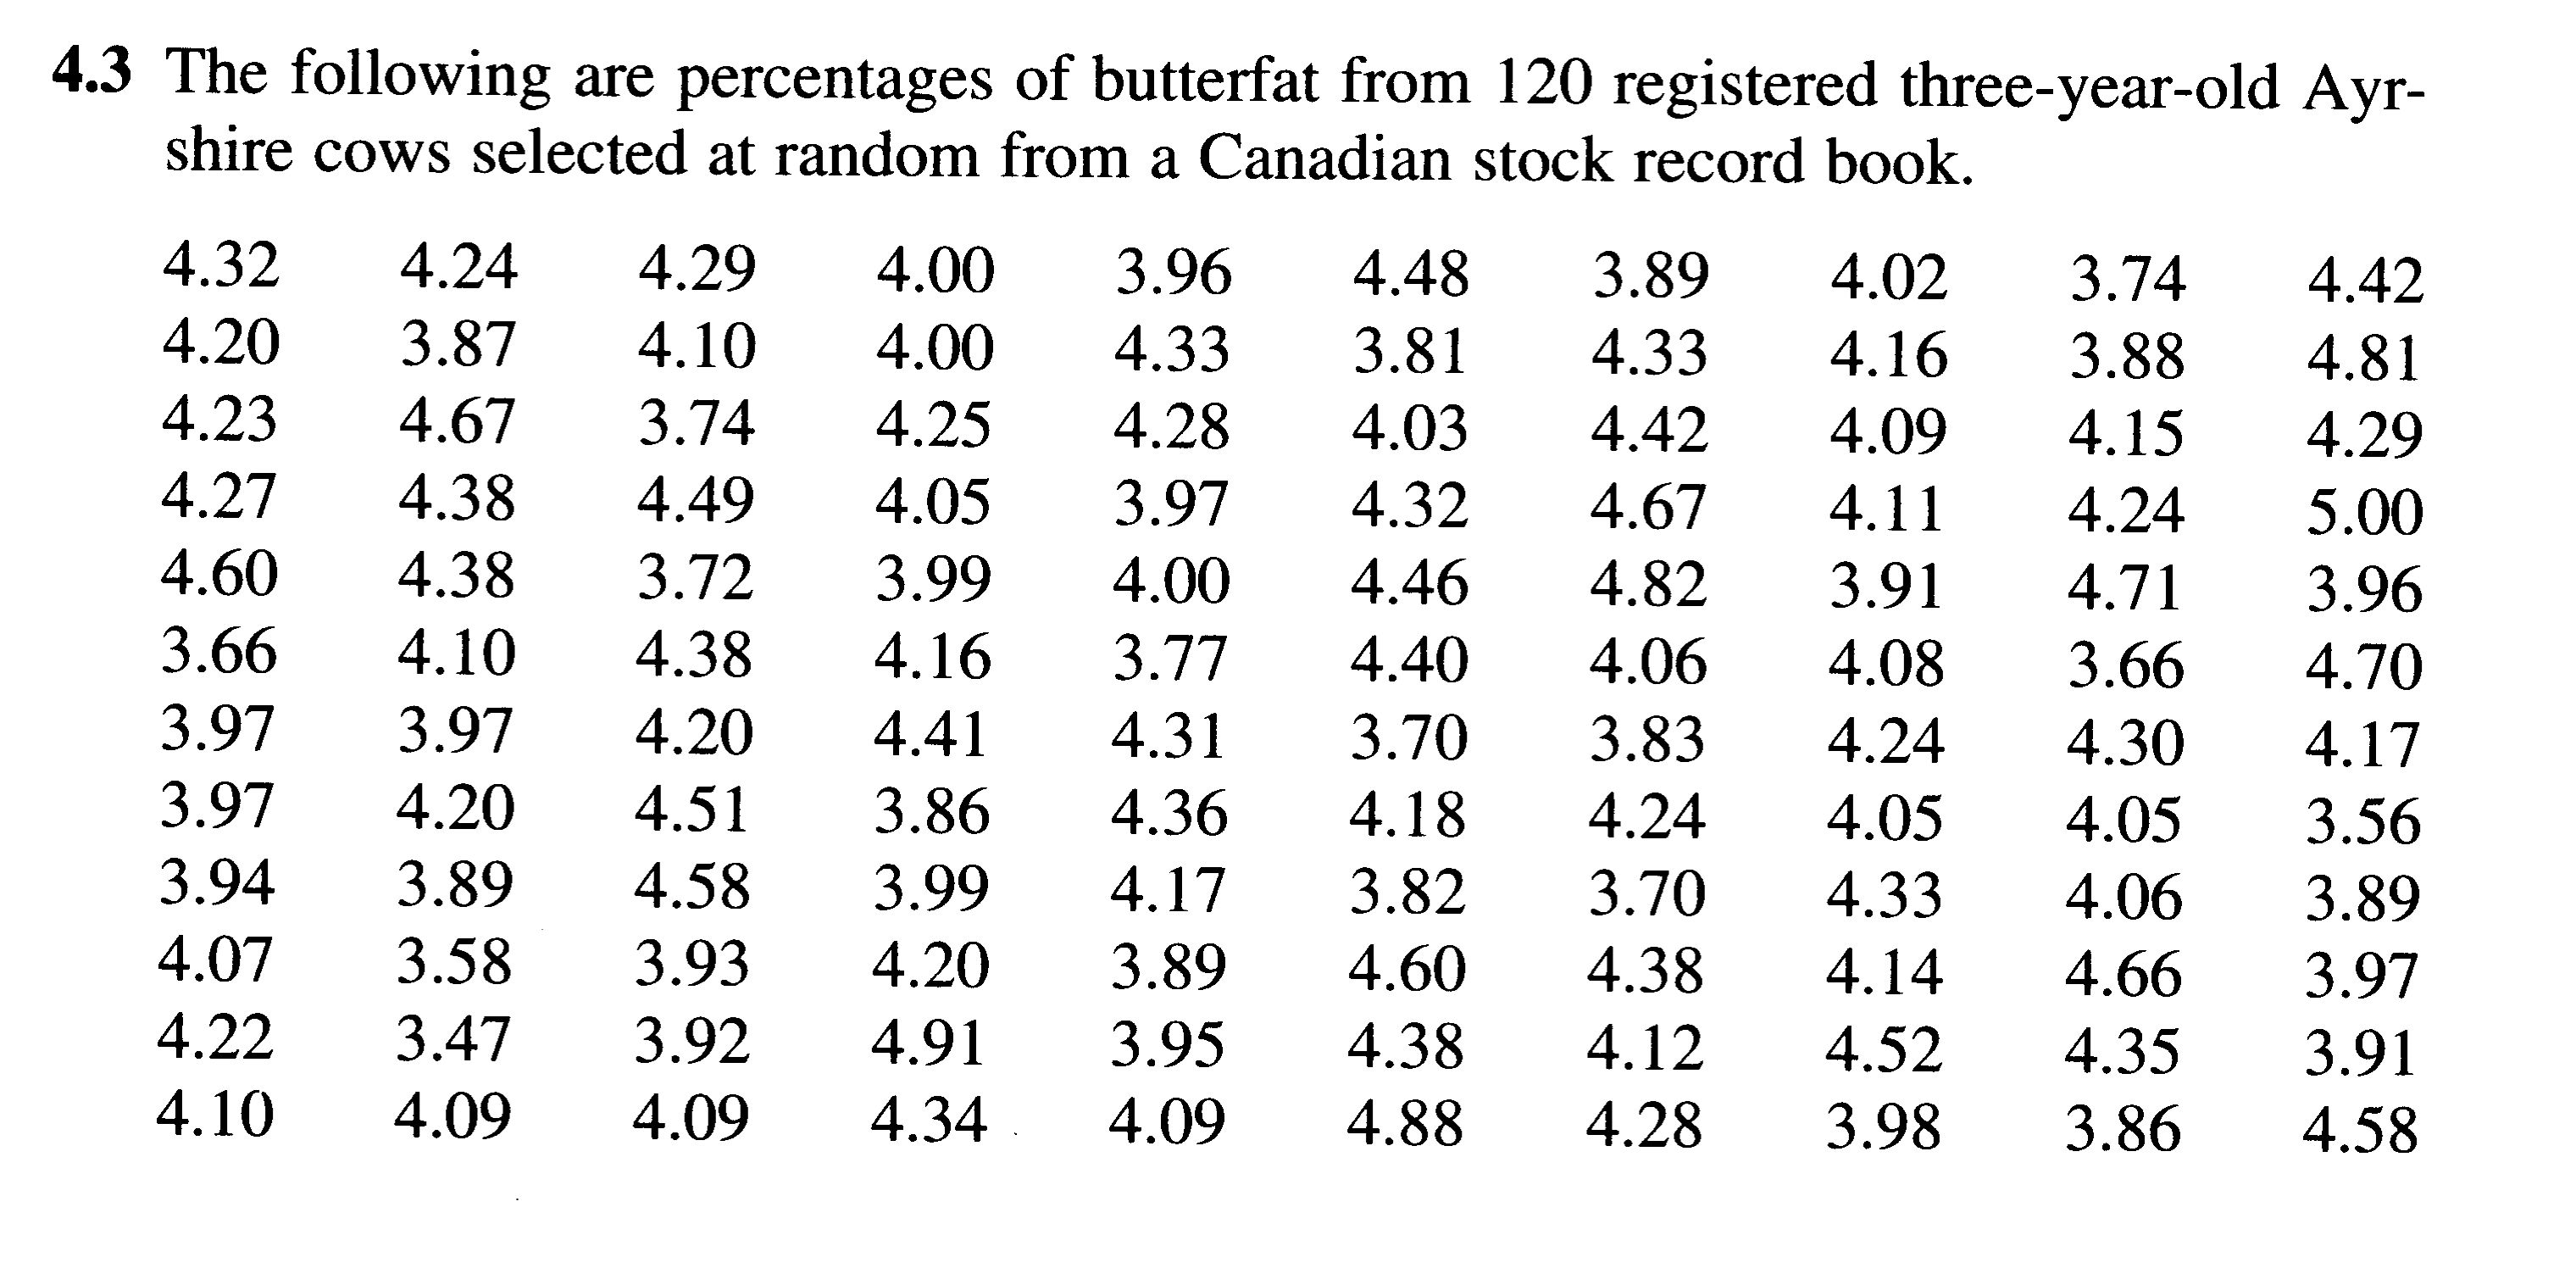 4.3 The following are percentages of butterfat from 120 registered three-year-old Ayr-
shire cows selected at random from a Canadian stock record book.
4.32 4.24 4.29 4.00 3.96 4.48 3.89 4.02 3.74 4.42
4.20 3.87 4.10 4.00 4.33 3.81 4.33 4.16 3.88 4.81
4.23 4.67 3.74 4.25 4.28 4.03 4.42 4.09 4.15 4.29
4.27 4.38 4.49 4.05 3.97 4.32 4.67 4.11 4.24 5.00
4.60 4.38 3.72 3.99 4.00 4.46 4.82 3.91 4.71 3.96
3.66 4.10 4.38 4.16 3.77 4.40 4.06 4.08 3.66 4.70
3.97 3.97 4.20 4.41 4.31 3.70 3.83 4.24 4.30 4.17
3.97 4.20 4.51 3.86 4.36 4.18 4.24 4.05 4.05 3.56
3.94 3.89 4.58 3.99 4.17 3.82 3.70 4.33 4.06 3.89
4.07 3.58 3.93 4.20 3.89 4.60 4.38 4.14 4.66 3.97
4.22 3.47 3.92 4.91 3.95 4.38 4.12 4.52 4.35 3.91
4.10 4.09 4.09 4.34 4.09 4.88 4.28 3.98 3.86 4.58